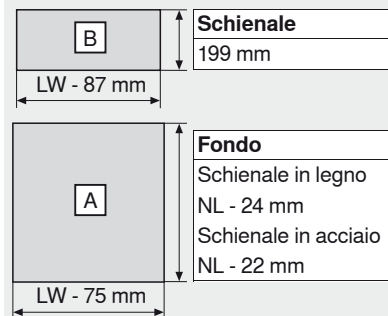 B
Schienale
199 mm
LW - 87 mm
A
Fondo
Schienale in legno
NL - 24 mm
Schienale in acciaio
NL - 22 mm
LW - 75 mm